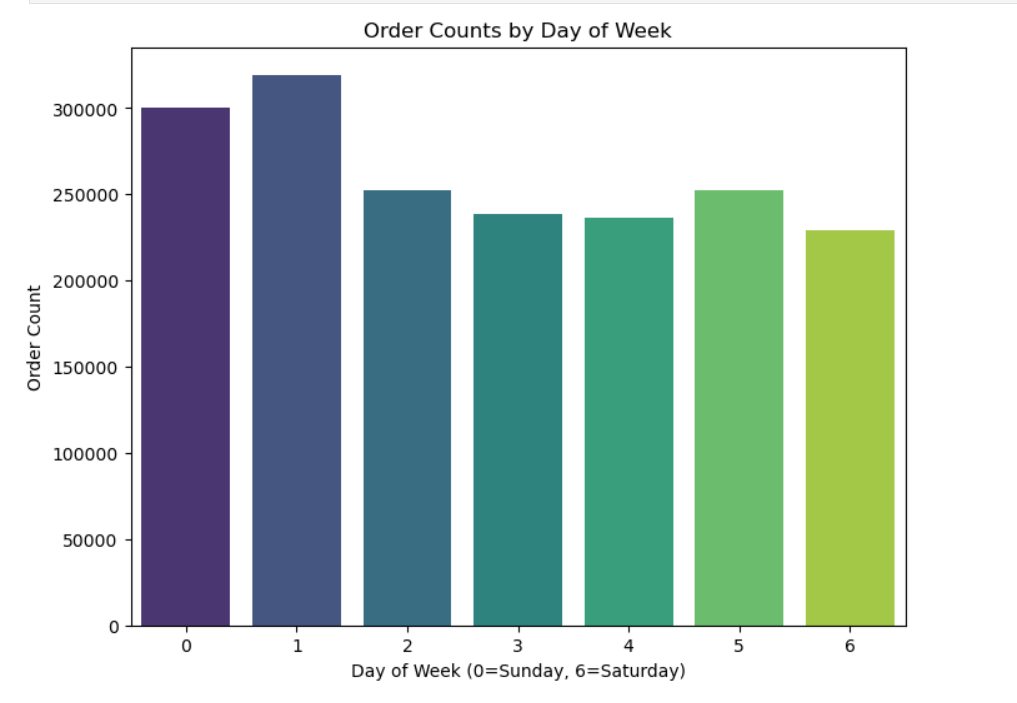 Order Counts by Day of Week
Order Count
300000
250000
200000
150000
100000
50000
0
0 1 2 3 4 5 6
Day of Week (0=Sunday, 6=Saturday)